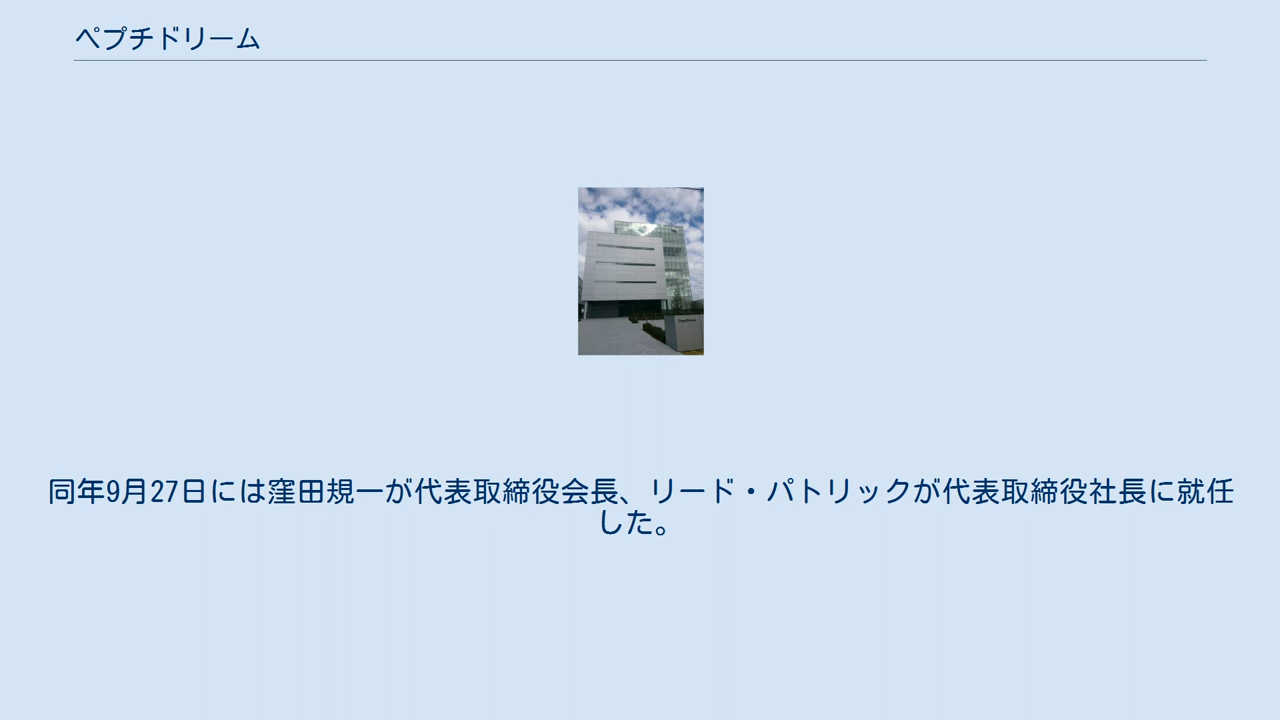 ペプチドリーム
同年9月27日には窪田規一が代表取締役会長、リード・パトリックが代表取締役社長に就任
した。